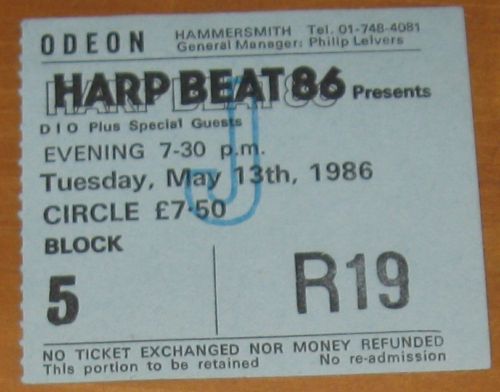 ODEON HAMMERSMITH Tel. 01-748-4081
General Manager: Philip Leivers
HARP BEAT 86 Presents
DIO Plus Special Guests
EVENING 7-30 p.m.
Tuesday, May 13th, 1986
CIRCLE £7·50
J
BLOCK
5 R19
NO TICKET EXCHANGED NOR MONEY REFUNDED
This portion to be retained No re-admission